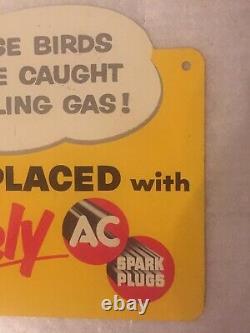 SE BIRDS
E CAUGHT
LING GAS!
PLACED with
ely AC
SPARK
PLUGS